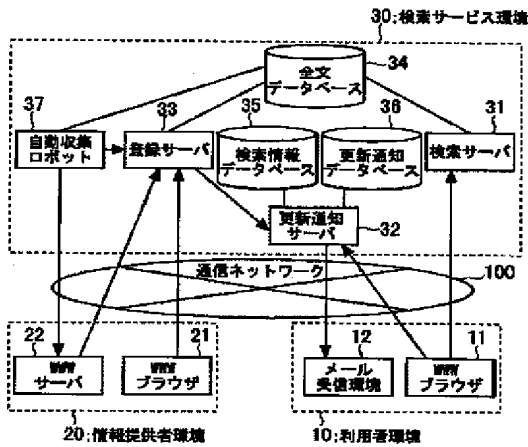 30:検索サービス環境
全文
データベース
34
37
33
35
36
31
自動収集
ロボット
登録サーバ
検索情報
データベース
更新通知
データベース
検索サーバ
更新通知
サーバ
32
通信ネットワーク
100
22
21
12
11
WWW
サーバ
WWW
ブラウザ
メール
受信環境
WWW
ブラウザ
20:情報提供者環境
10:利用者環境